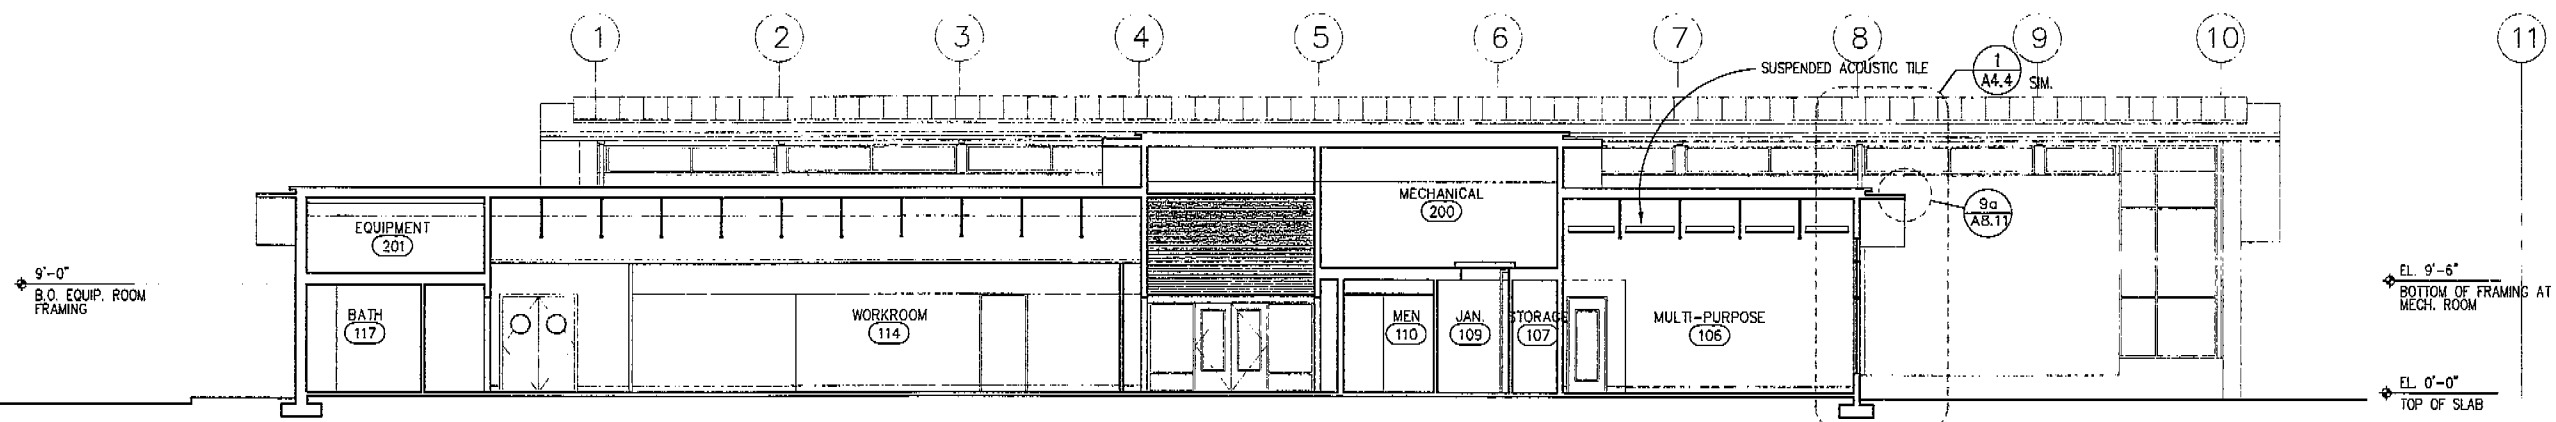 1 2 3 4 5 6 7 8 9 10 11
SUSPENDED ACOUSTIC TILE
1
A4.4 SIM.
MECHANICAL
200
9a
A8.11
EQUIPMENT
201
9'-0"
B.O. EQUIP. ROOM
FRAMING
EL. 9'-6"
BOTTOM OF FRAMING AT
MECH. ROOM
BATH
117
WORKROOM
114
MEN
110
JAN.
109
STORAGE
107
MULTI-PURPOSE
106
EL. 0'-0"
TOP OF SLAB